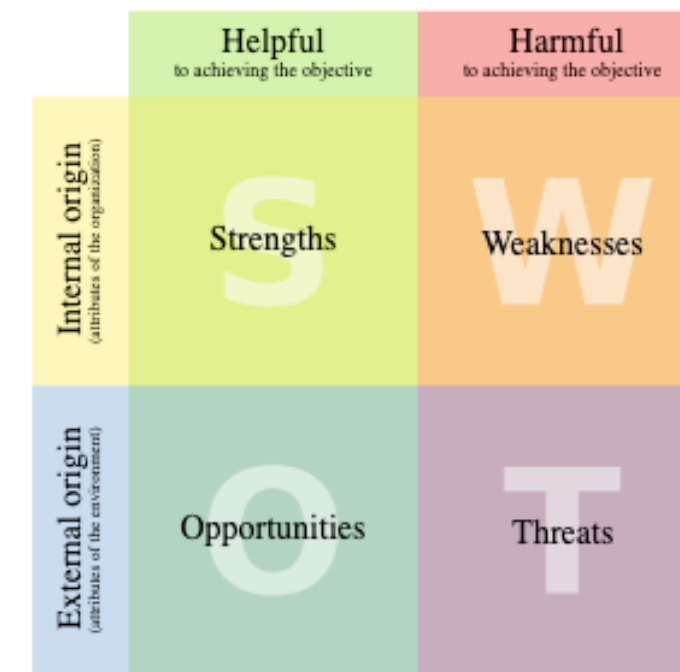 Helpful
to achieving the objective
Harmful
to achieving the objective
Internal origin
(attributes of the organization)
S
Strengths
W
Weaknesses
External origin
(attributes of the environment)
O
Opportunities
T
Threats